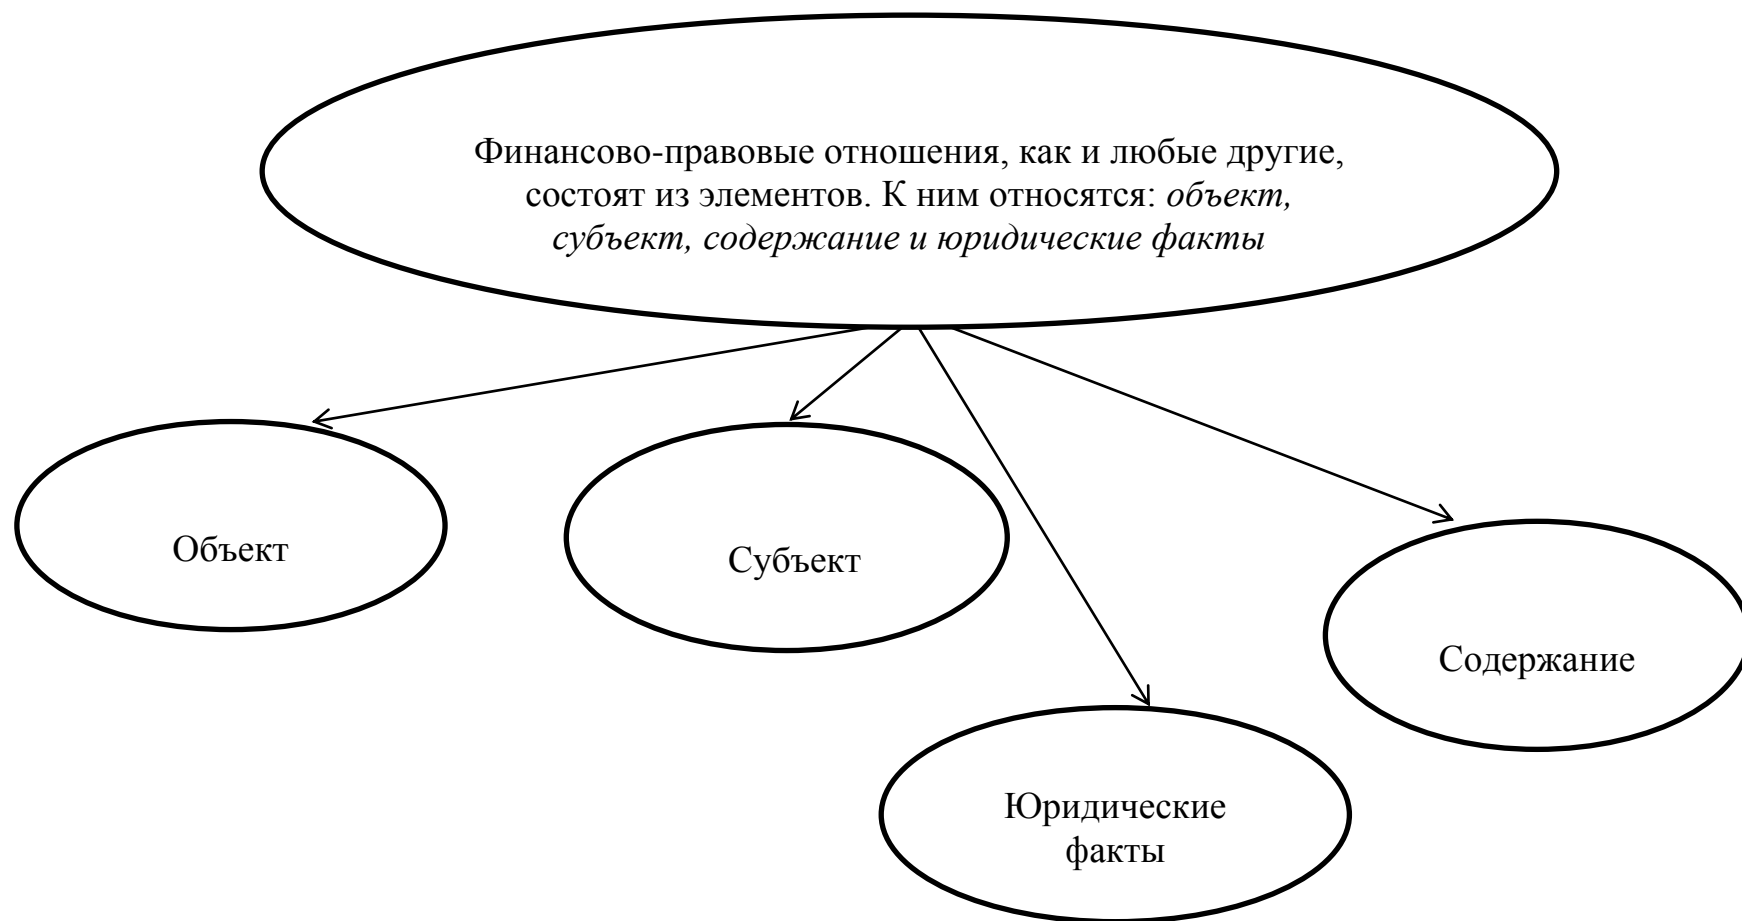 Финансово-правовые отношения, как и любые другие,
состоят из элементов. К ним относятся: объект,
субъект, содержание и юридические факты
Объект
Субъект
Содержание
Юридические
факты